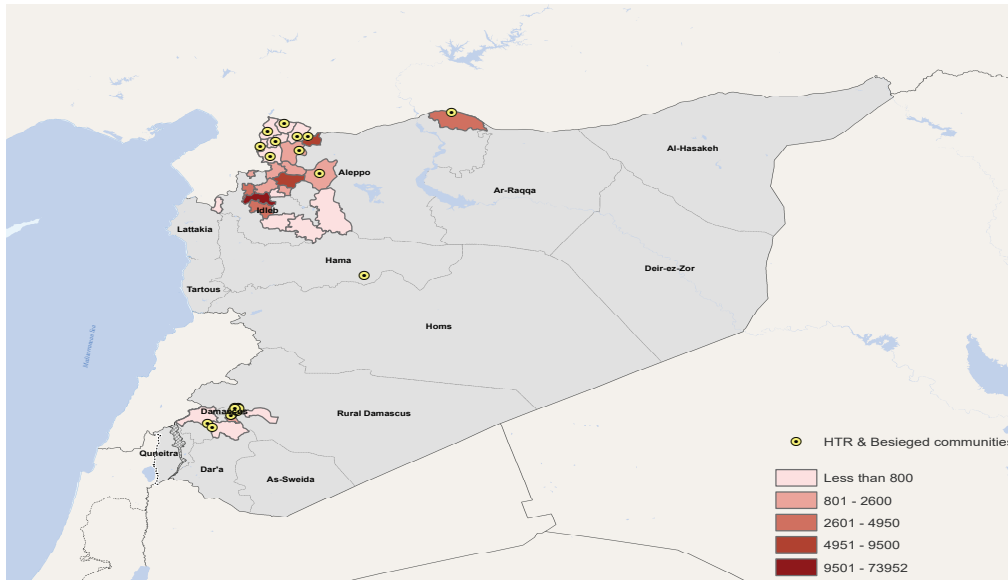 Al-Hasakeh
Aleppo
Ar-Raqqa
Idleb
Lattakia
Hama
Deir-ez-Zor
Tartous
Homs
Damascus
Rural Damascus
Quneitra
Dar'a
As-Sweida
HTR & Besieged communities
Less than 800
801 - 2600
2601 - 4950
4951 - 9500
9501 - 73952